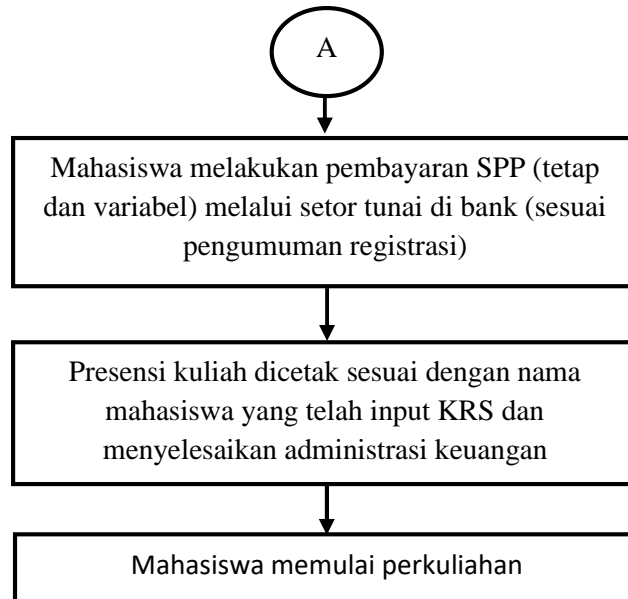 A
Mahasiswa melakukan pembayaran SPP (tetap
dan variabel) melalui setor tunai di bank (sesuai
pengumuman registrasi)
Presensi kuliah dicetak sesuai dengan nama
mahasiswa yang telah input KRS dan
menyelesaikan administrasi keuangan
Mahasiswa memulai perkuliahan